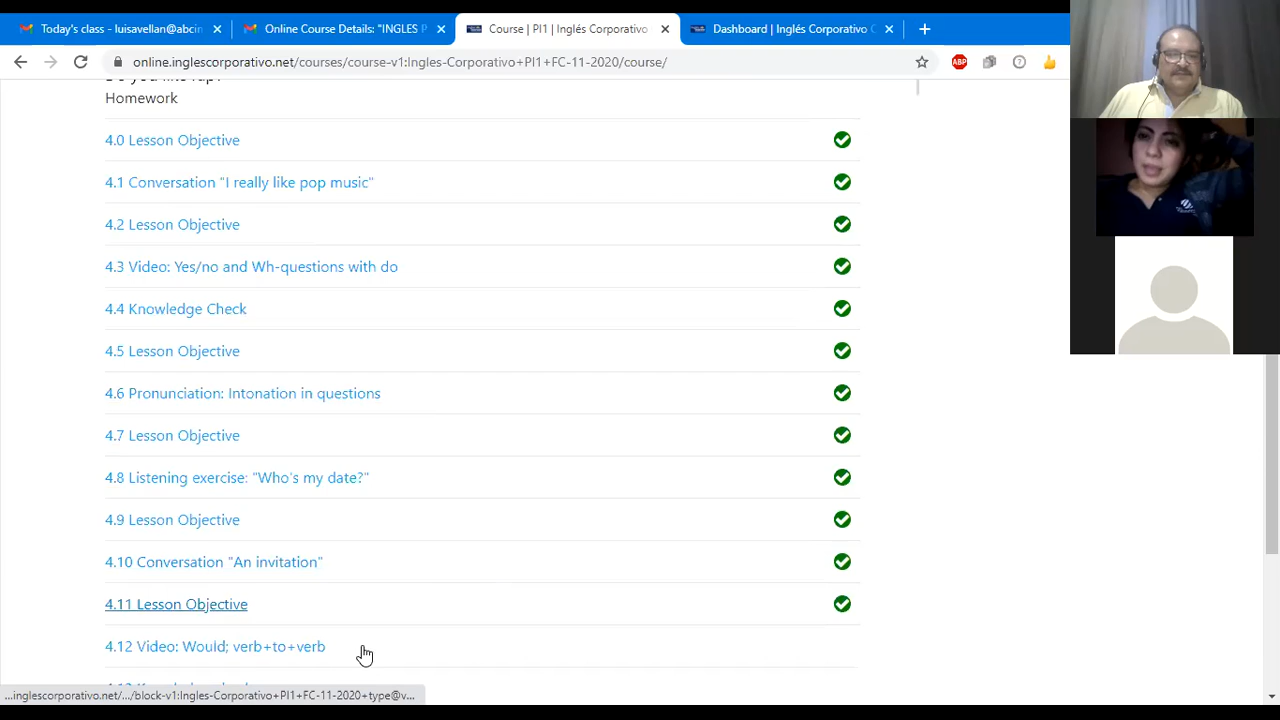 Today's class - luisavellan@abcin
Online Course Details: "INGLES P
Course | PI1 | Inglés Corporativo
Dashboard | Inglés Corporativo C
online.inglescorporativo.net/courses/course-v1:Ingles-Corporativo+PI1+FC-11-2020/course/
ABP
Do you like rap?
Homework
4.0 Lesson Objective
4.1 Conversation "I really like pop music"
4.2 Lesson Objective
4.3 Video: Yes/no and Wh-questions with do
4.4 Knowledge Check
4.5 Lesson Objective
4.6 Pronunciation: Intonation in questions
4.7 Lesson Objective
4.8 Listening exercise: "Who's my date?"
4.9 Lesson Objective
4.10 Conversation "An invitation"
4.11 Lesson Objective
4.12 Video: Would; verb+to+verb
...inglescorporativo.net/.../block-v1:Ingles-Corporativo+PI1+FC-11-2020+type@v...